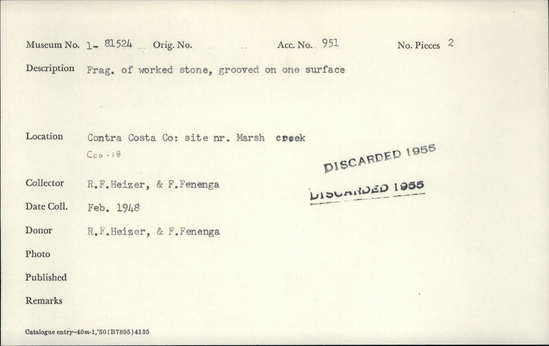 Museum No. 1- 81524 Orig. No. Acc. No. 951 No. Pieces 2
Description Frag. of worked stone, grooved on one surface
Location Contra Costa Co: site nr. Marsh creek
Cco-18
DISCARDED 1955
Collector R.F.Heizer, & F.Fenenga
DISCARDED 1955
Date Coll. Feb. 1948
Donor R.F.Heizer, & F.Fenenga
Photo
Published
Remarks
Catalogue entry—40m-1,'50(B7895)4135